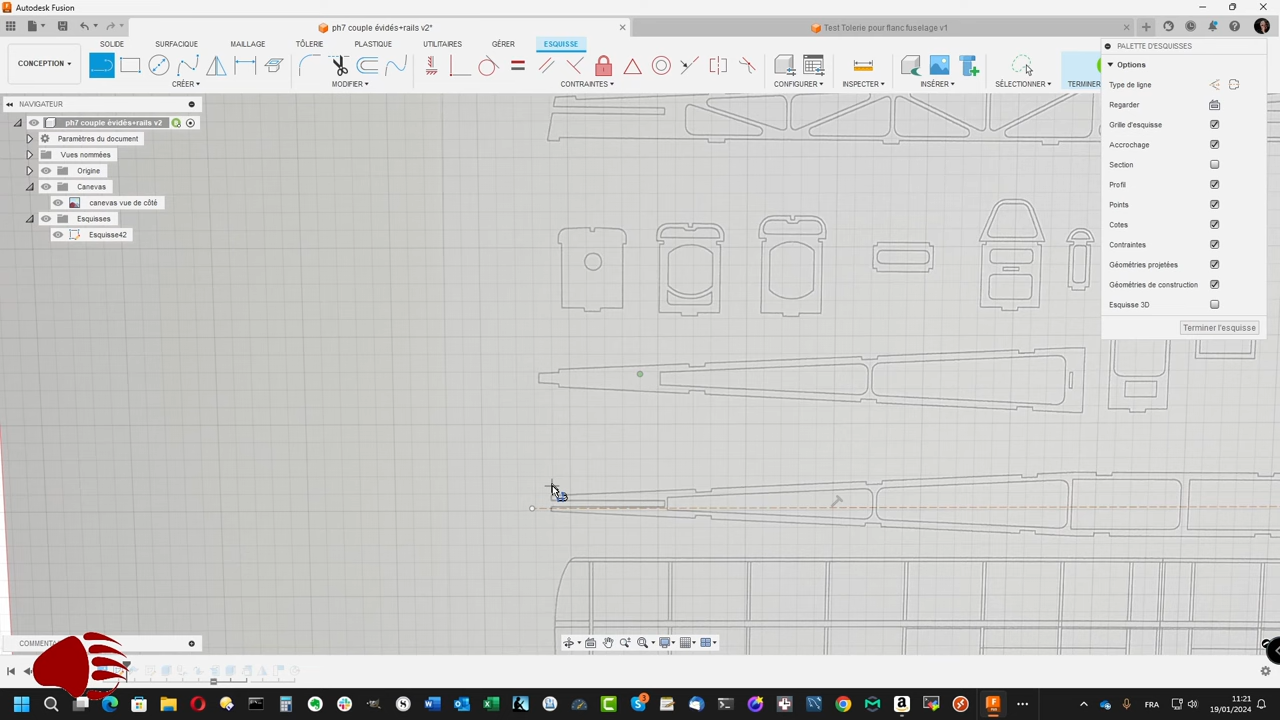 Autodesk Fusion
ph7 couple évidés+rails v2*
Test Tolerie pour flanc fuselage v1
CONCEPTION
SOLIDE
SURFACIQUE
MAILLAGE
TÔLERIE
PLASTIQUE
UTILITAIRES
GÉRER
ESQUISSE
CRÉER
MODIFIER
CONTRAINTES
CONFIGURER
INSPECTER
INSÉRER
SÉLECTIONNER
TERMINER
NAVIGATEUR
ph7 couple évidés+rails v2
Paramètres du document
Vues nommées
Origine
Canevas
canevas vue de côté
Esquisses
Esquisse42
PALETTE D'ESQUISSES
Options
Type de ligne
Regarder
Grille d'esquisse
Accrochage
Section
Profil
Points
Cotes
Contraintes
Géométries projetées
Géométries de construction
Esquisse 3D
Terminer l'esquisse
FRA
11:21
19/01/2024